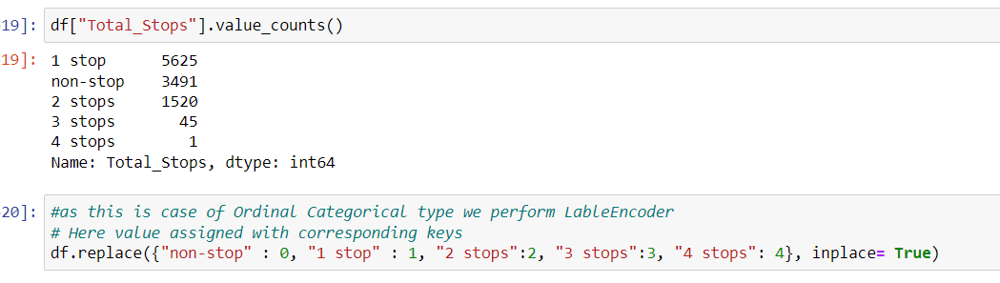 19]: df["Total_Stops"].value_counts()
19]: 1 stop      5625
non-stop    3491
2 stops     1520
3 stops       45
4 stops        1
Name: Total_Stops, dtype: int64
20]: #as this is case of Ordinal Categorical type we perform LableEncoder
# Here value assigned with corresponding keys
df.replace({"non-stop" : 0, "1 stop" : 1, "2 stops":2, "3 stops":3, "4 stops": 4}, inplace= True)